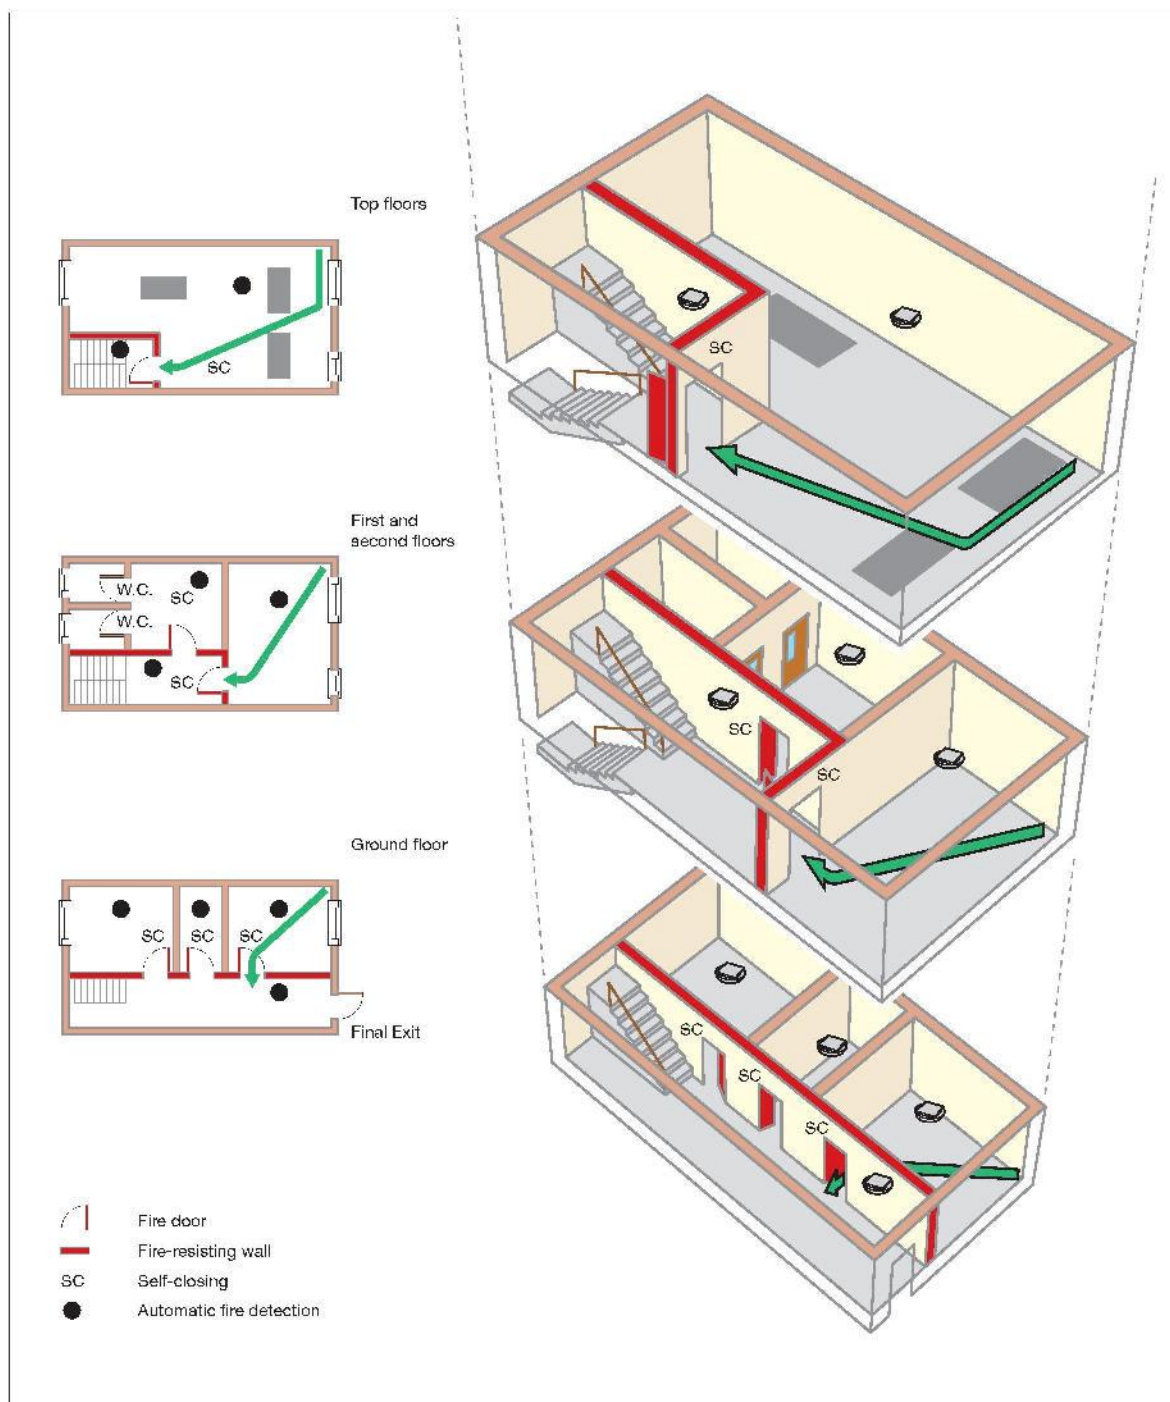 Top floors
SC
SC
First and
second floors
W.C.
SC
W.C.
SC
SC
SC
Ground floor
SC
SC
SC
Final Exit
SC
SC
SC
Fire door
Fire-resisting wall
SC
Self-closing
Automatic fire detection